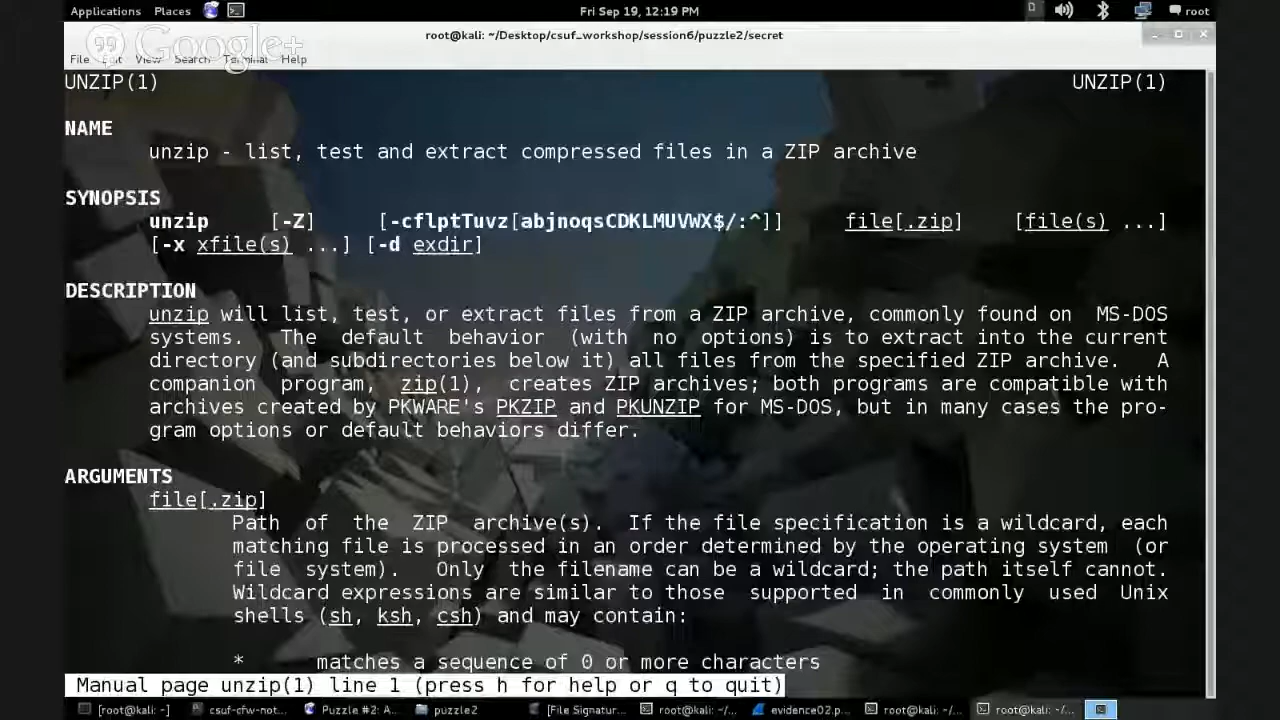 Applications Places Fri Sep 19, 12:19 PM root
Google+
root@kali: ~/Desktop/csuf_workshop/session6/puzzle2/secret
File Edit View Search Terminal Help
UNZIP(1) UNZIP(1)
NAME
unzip - list, test and extract compressed files in a ZIP archive
SYNOPSIS
unzip [-Z] [-cflptTuvz[abjnoqsCDKLMUVWX$/:^]] file[.zip] [file(s) ...]
[-x xfile(s) ...] [-d exdir]
DESCRIPTION
unzip will list, test, or extract files from a ZIP archive, commonly found on MS-DOS
systems. The default behavior (with no options) is to extract into the current
directory (and subdirectories below it) all files from the specified ZIP archive. A
companion program, zip(1), creates ZIP archives; both programs are compatible with
archives created by PKWARE's PKZIP and PKUNZIP for MS-DOS, but in many cases the pro-
gram options or default behaviors differ.
ARGUMENTS
file[.zip]
Path of the ZIP archive(s). If the file specification is a wildcard, each
matching file is processed in an order determined by the operating system (or
file system). Only the filename can be a wildcard; the path itself cannot.
Wildcard expressions are similar to those supported in commonly used Unix
shells (sh, ksh, csh) and may contain:
* matches a sequence of 0 or more characters
Manual page unzip(1) line 1 (press h for help or q to quit)
[root@kali: ~] csuf-cfw-not... Puzzle #2: A... puzzle2 [File Signatur... root@kali: ~/... evidence02.p... root@kali: ~/... root@kali: ~/...